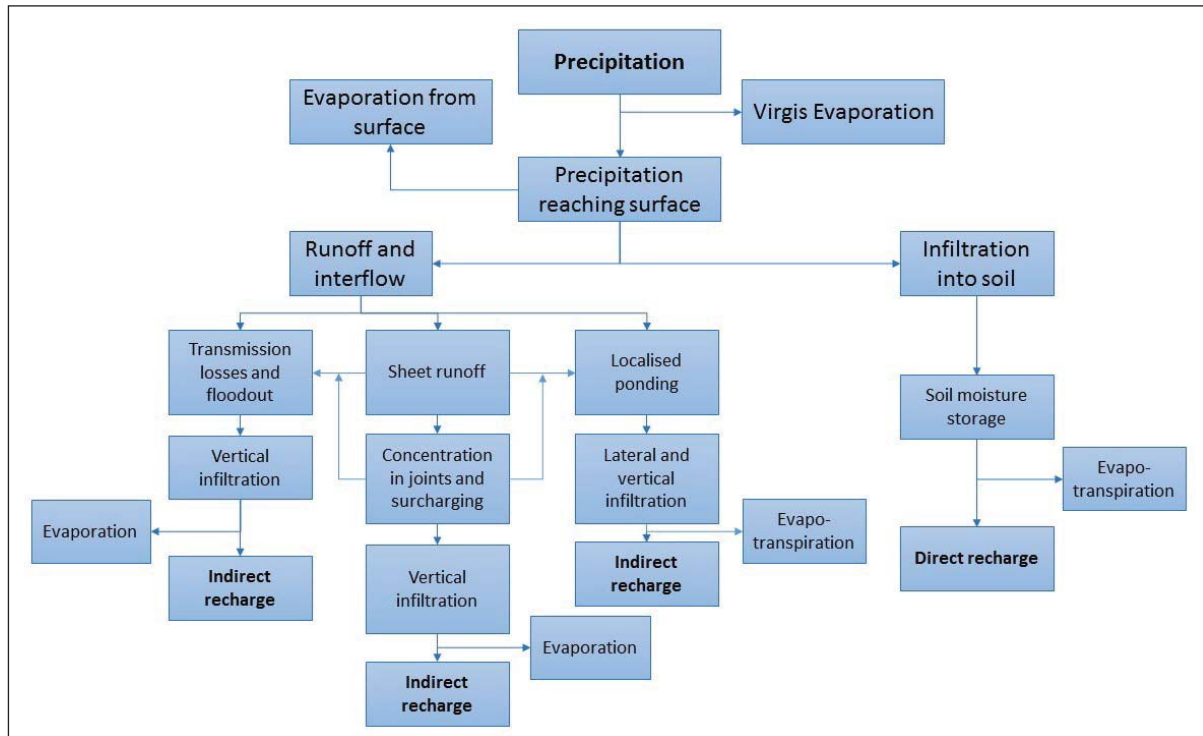 Precipitation
Evaporation from
surface
Virgis Evaporation
Precipitation
reaching surface
Runoff and
interflow
Infiltration
into soil
Transmission
losses and
floodout
Sheet runoff
Localised
ponding
Soil moisture
storage
Vertical
infiltration
Concentration
in joints and
surcharging
Lateral and
vertical
infiltration
Evapo-
transpiration
Evaporation
Evapo-
transpiration
Indirect
recharge
Vertical
infiltration
Indirect
recharge
Direct recharge
Evaporation
Indirect
recharge